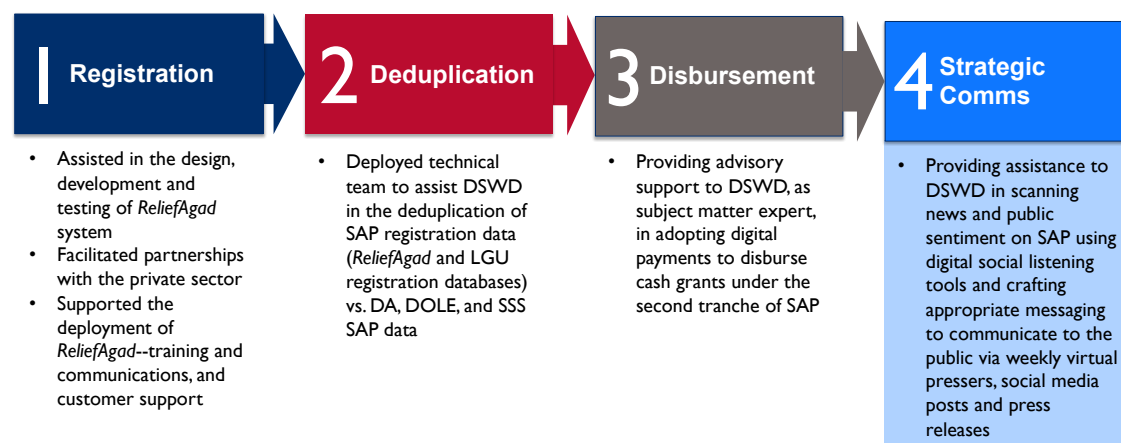 1 Registration
• Assisted in the design,
development and
testing of ReliefAgad
system
• Facilitated partnerships
with the private sector
• Supported the
deployment of
ReliefAgad--training and
communications, and
customer support
2 Deduplication
• Deployed technical
team to assist DSWD
in the deduplication of
SAP registration data
(ReliefAgad and LGU
registration databases)
vs. DA, DOLE, and SSS
SAP data
3 Disbursement
• Providing advisory
support to DSWD, as
subject matter expert,
in adopting digital
payments to disburse
cash grants under the
second tranche of SAP
4 Strategic
Comms
• Providing assistance to
DSWD in scanning
news and public
sentiment on SAP using
digital social listening
tools and crafting
appropriate messaging
to communicate to the
public via weekly virtual
pressers, social media
posts and press
releases